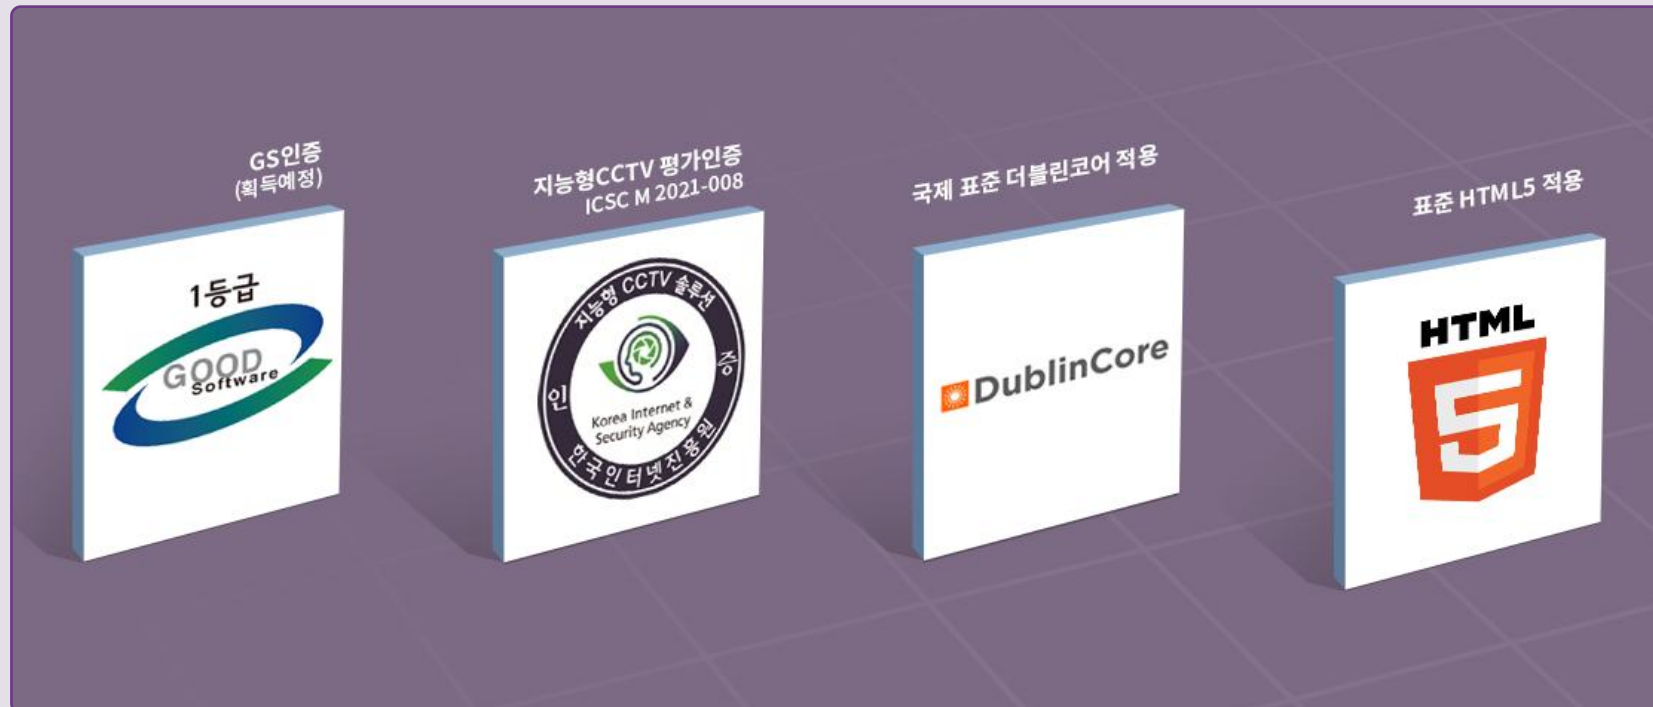 GS인증
(획득예정)
1등급
GOOD
Software
지능형CCTV 평가인증
ICSC M 2021-008
지능형 CCTV 솔루션
인
증
Korea Internet &
Security Agency
한국인터넷진흥원
국제 표준 더블린코어 적용
DublinCore
표준 HTML5 적용
HTML
5